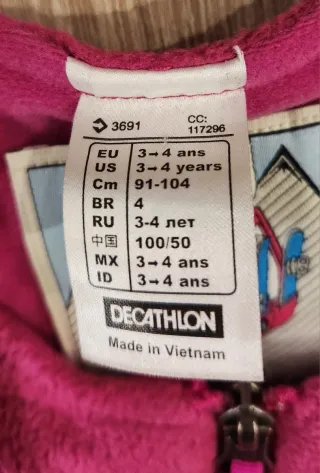 3691 CC: 117296
EU 3→4 ans
US 3→4 years
Cm 91-104
BR 4
RU 3-4 лет
中国 100/50
MX 3→4 ans
ID 3→4 ans
DECATHLON
Made in Vietnam